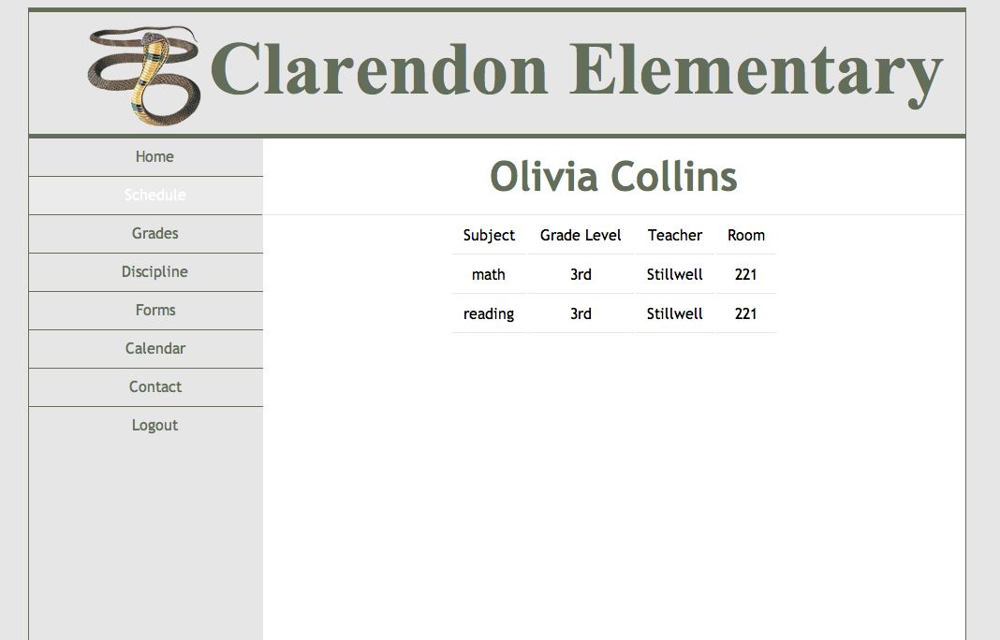 Clarendon Elementary
Home
Schedule
Grades
Discipline
Forms
Calendar
Contact
Logout
Olivia Collins
Subject Grade Level Teacher Room
math 3rd Stillwell 221
reading 3rd Stillwell 221